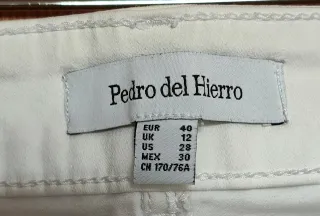 Pedro del Hierro
EUR 40
UK 12
US 28
MEX 30
CN 170/76A